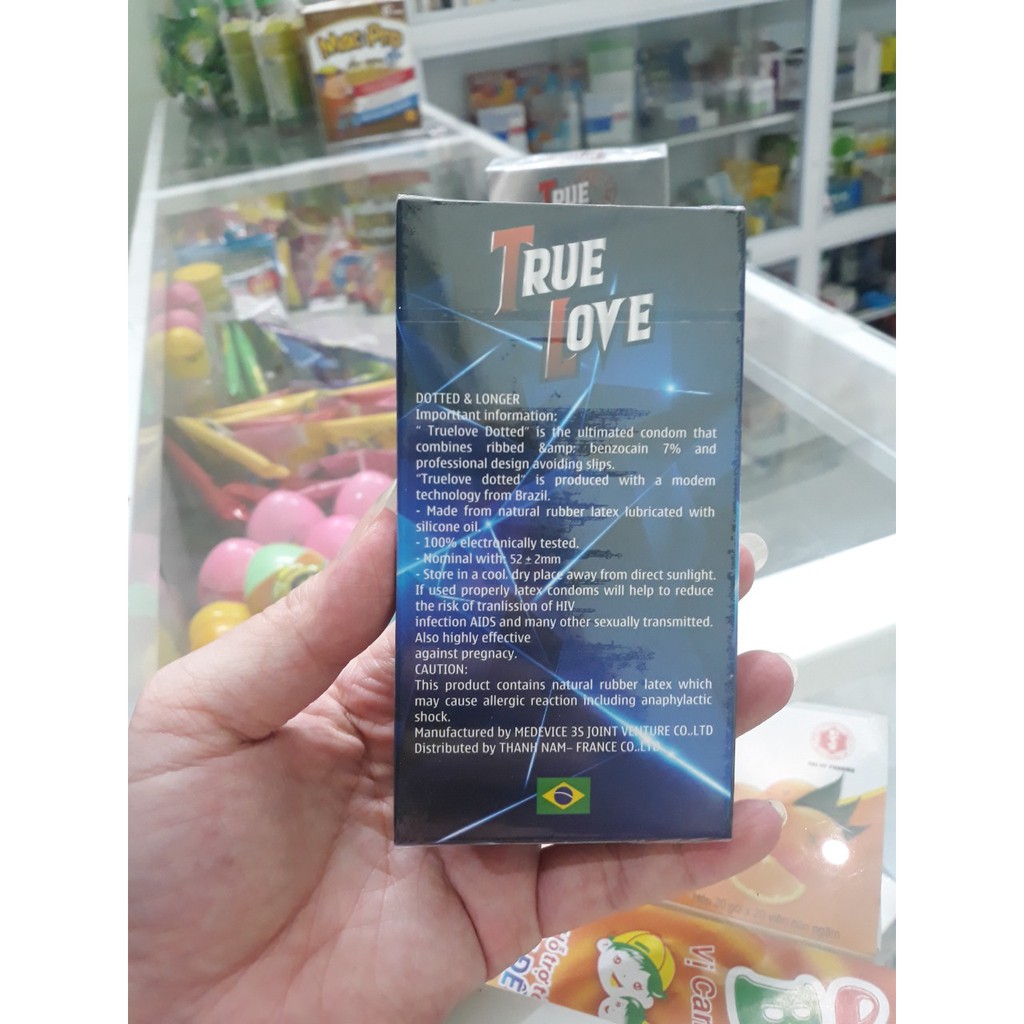 TRUE
TRUE
LOVE
DOTTED & LONGER
Importtant information:
“ Truelove Dotted” is the ultimated condom that
combines ribbed &amp; benzocain 7% and
professional design avoiding slips.
“Truelove dotted” is produced with a modem
technology from Brazil.
- Made from natural rubber latex lubricated with
silicone oil.
- 100% electronically tested.
- Nominal with: 52 ± 2mm
- Store in a cool. dry place away from direct sunlight.
If used properly latex condoms will help to reduce
the risk of tranlission of HIV
infection AIDS and many other sexually transmitted.
Also highly effective
against pregnacy.
CAUTION:
This product contains natural rubber latex which
may cause allergic reaction including anaphylactic
shock.
Manufactured by MEDEVICE 3S JOINT VENTURE CO..LTD
Distributed by THANH NAM– FRANCE CO..LTD
Vị Cam